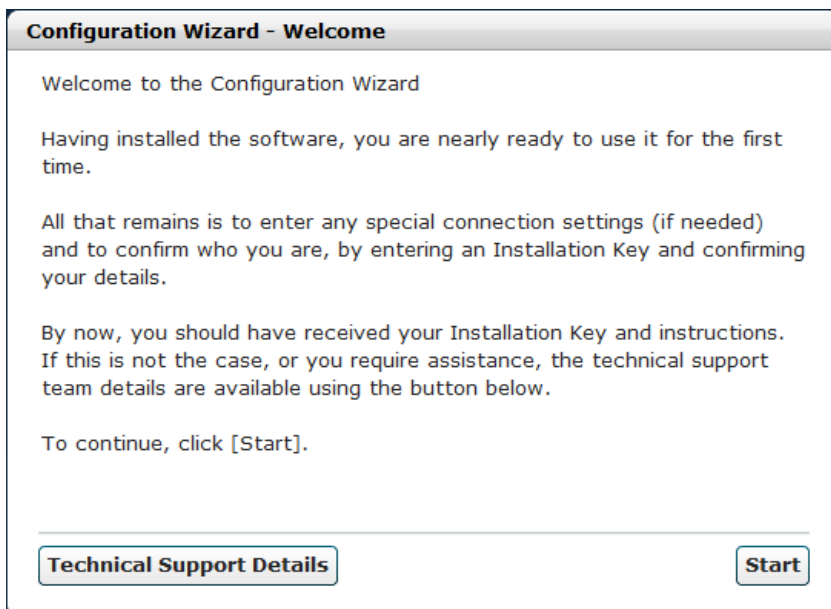 Configuration Wizard - Welcome
Welcome to the Configuration Wizard
Having installed the software, you are nearly ready to use it for the first
time.
All that remains is to enter any special connection settings (if needed)
and to confirm who you are, by entering an Installation Key and confirming
your details.
By now, you should have received your Installation Key and instructions.
If this is not the case, or you require assistance, the technical support
team details are available using the button below.
To continue, click [Start].
Technical Support Details
Start